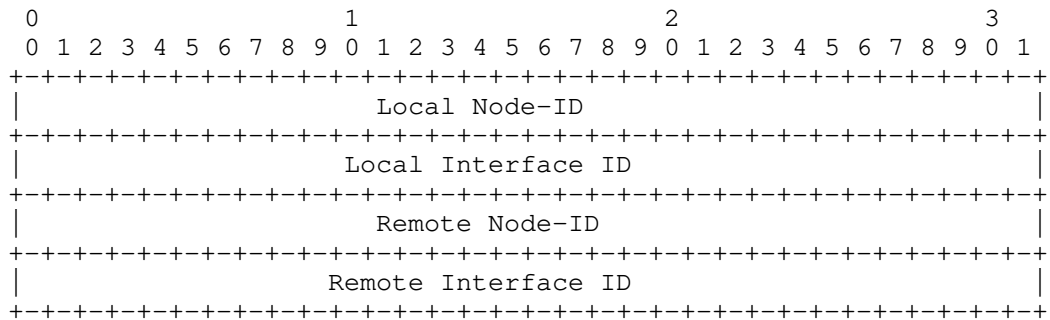 0                   1                   2                   3
 0 1 2 3 4 5 6 7 8 9 0 1 2 3 4 5 6 7 8 9 0 1 2 3 4 5 6 7 8 9 0 1
+-+-+-+-+-+-+-+-+-+-+-+-+-+-+-+-+-+-+-+-+-+-+-+-+-+-+-+-+-+-+-+-+
|                      Local Node-ID                            |
+-+-+-+-+-+-+-+-+-+-+-+-+-+-+-+-+-+-+-+-+-+-+-+-+-+-+-+-+-+-+-+-+
|                    Local Interface ID                         |
+-+-+-+-+-+-+-+-+-+-+-+-+-+-+-+-+-+-+-+-+-+-+-+-+-+-+-+-+-+-+-+-+
|                      Remote Node-ID                           |
+-+-+-+-+-+-+-+-+-+-+-+-+-+-+-+-+-+-+-+-+-+-+-+-+-+-+-+-+-+-+-+-+
|                   Remote Interface ID                         |
+-+-+-+-+-+-+-+-+-+-+-+-+-+-+-+-+-+-+-+-+-+-+-+-+-+-+-+-+-+-+-+-+